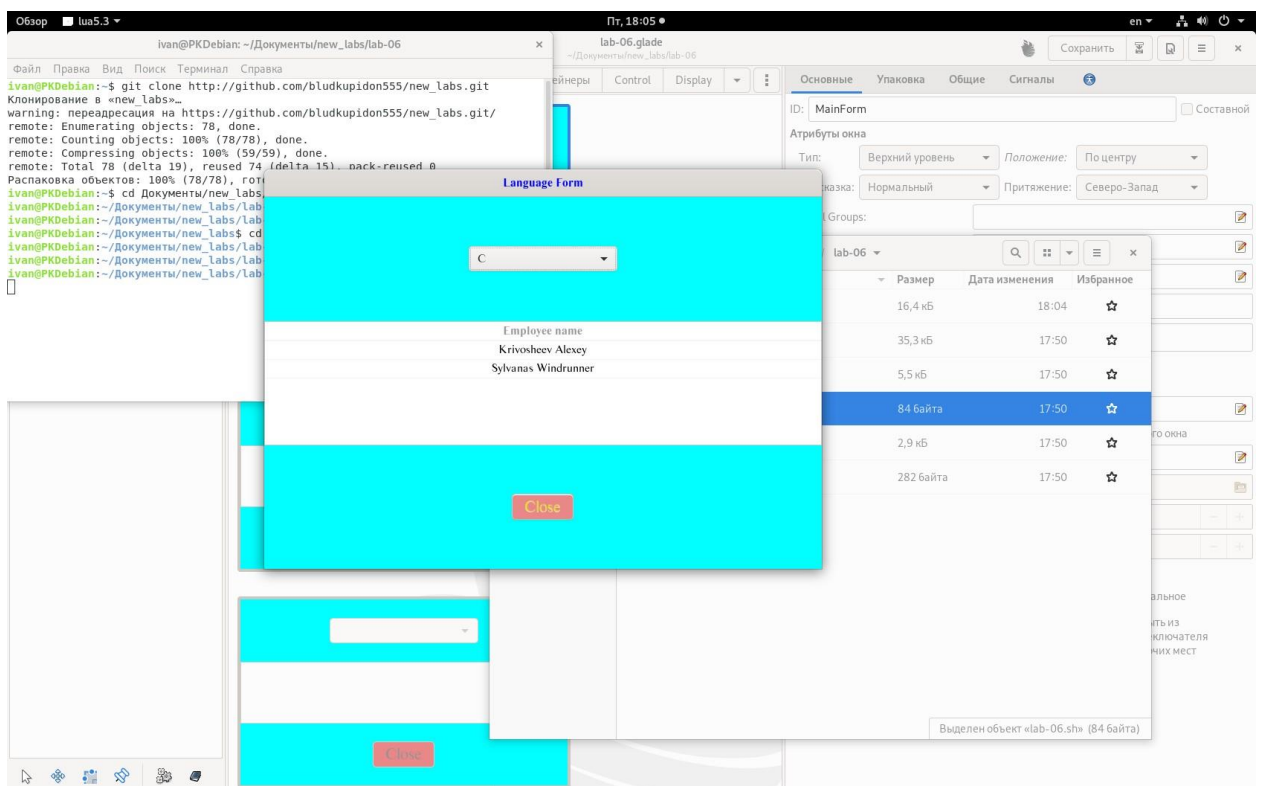 Обзор lua5.3 Пт, 18:05 en
ivan@PKDebian: ~/Документы/new_labs/lab-06
Файл Правка Вид Поиск Терминал Справка
ivan@PKDebian:~$ git clone http://github.com/bludkupidon555/new_labs.git
Клонирование в «new_labs»…
warning: переадресация на https://github.com/bludkupidon555/new_labs.git/
remote: Enumerating objects: 78, done.
remote: Counting objects: 100% (78/78), done.
remote: Compressing objects: 100% (59/59), done.
remote: Total 78 (delta 19), reused 74 (delta 15), pack-reused 0
Распаковка объектов: 100% (78/78), гот
ivan@PKDebian:~$ cd Документы/new_labs
ivan@PKDebian:~/Документы/new_labs/lab
ivan@PKDebian:~/Документы/new_labs/lab
ivan@PKDebian:~/Документы/new_labs$ cd
ivan@PKDebian:~/Документы/new_labs/lab
ivan@PKDebian:~/Документы/new_labs/lab
ivan@PKDebian:~/Документы/new_labs/lab
lab-06.glade
~/Документы/new_labs/lab-06
Сохранить
ейнеры Control Display
Основные Упаковка Общие Сигналы
ID: MainForm Составной
Атрибуты окна
Тип: Верхний уровень Положение: По центру
сказка: Нормальный Притяжение: Северо-Запад
l Groups:
Language Form
C
Employee name
Krivosheev Alexey
Sylvanas Windrunner
Close
lab-06
Размер Дата изменения Избранное
16,4 кБ 18:04
35,3 кБ 17:50
5,5 кБ 17:50
84 байта 17:50
2,9 кБ 17:50
282 байта 17:50
Выделен объект «lab-06.sh» (84 байта)
го окна
альное
ыть из
еключателя
очих мест
Close